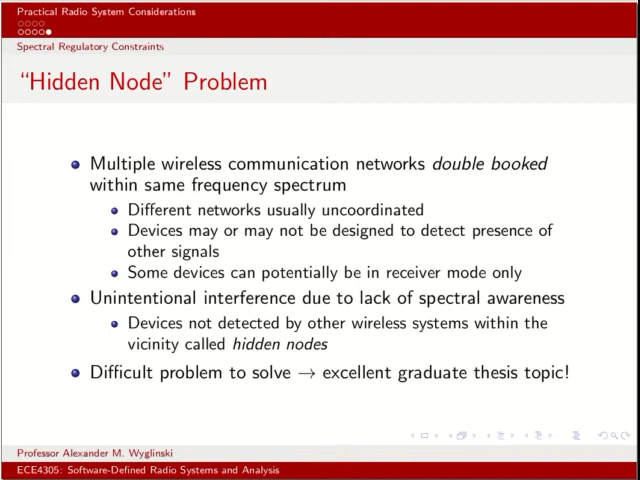 Practical Radio System Considerations
Spectral Regulatory Constraints
“Hidden Node” Problem
Multiple wireless communication networks double booked
within same frequency spectrum
Different networks usually uncoordinated
Devices may or may not be designed to detect presence of
other signals
Some devices can potentially be in receiver mode only
Unintentional interference due to lack of spectral awareness
Devices not detected by other wireless systems within the
vicinity called hidden nodes
Difficult problem to solve → excellent graduate thesis topic!
Professor Alexander M. Wyglinski
ECE4305: Software-Defined Radio Systems and Analysis